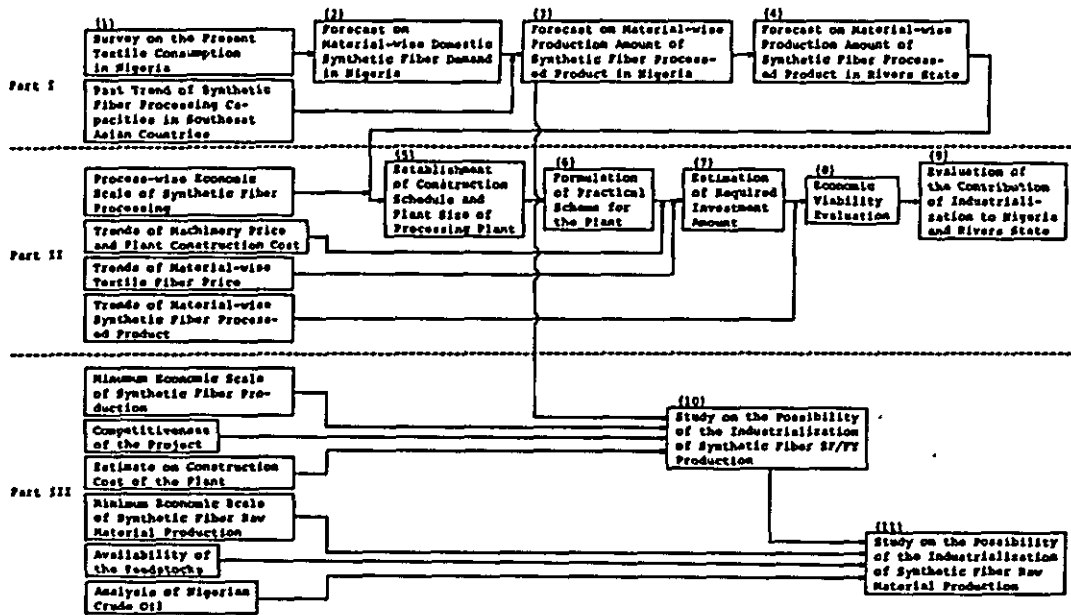 Part I
(1)
Survey on the Present
Textile Consumption
in Nigeria
(2)
Forecast on
Material-wise Domestic
Synthetic Fiber Demand
in Nigeria
(3)
Forecast on Material-wise
Production Amount of
Synthetic Fiber Process-
ed Product in Nigeria
(4)
Forecast on Material-wise
Production Amount of
Synthetic Fiber Process-
ed Product in Rivers State
Past Trend of Synthetic
Fiber Processing Ca-
pacities in Southeast
Asian Countries
Part II
Process-wise Economic
Scale of Synthetic Fiber
Processing
(5)
Establishment
of Construction
Schedule and
Plant Size of
Processing Plant
(6)
Formulation
of Practical
Scheme for
the Plant
(7)
Estimation
of Required
Investment
Amount
(8)
Economic
Viability
Evaluation
(9)
Evaluation of
the Contribution
of Industriali-
zation to Nigeria
and Rivers State
Trends of Machinery Price
and Plant Construction Cost
Trends of Material-wise
Textile Fiber Price
Trends of Material-wise
Synthetic Fiber Process-
ed Product
Part III
Minumum Economic Scale
of Synthetic Fiber Pro-
duction
Competitiveness
of the Project
Estimate on Construction
Cost of the Plant
(10)
Study on the Possibility
of the Industrialization
of Synthetic Fiber SF/FY
Production
Minimum Economic Scale
of Synthetic Fiber Raw
Material Production
Availability of
the Feedstocks
Analysis of Nigerian
Crude Oil
(11)
Study on the Possibility
of the Industrialization
of Synthetic Fiber Raw
Material Production